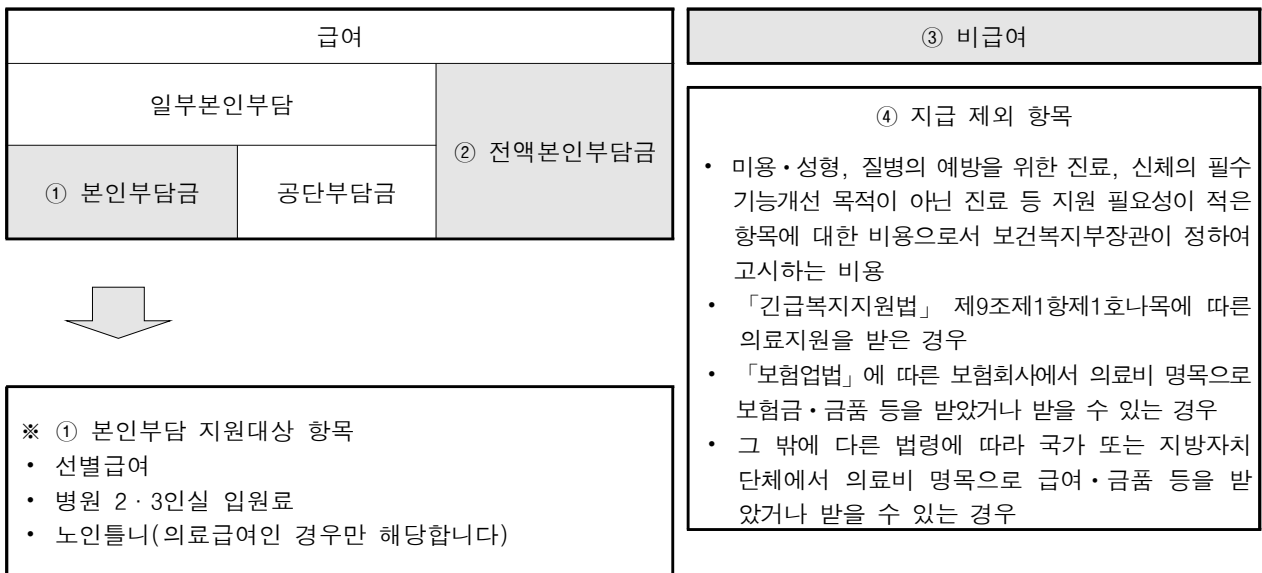 급여
일부본인부담
② 전액본인부담금
① 본인부담금
공단부담금
※ ① 본인부담 지원대상 항목
• 선별급여
• 병원 2·3인실 입원료
• 노인틀니(의료급여인 경우만 해당합니다)
③ 비급여
④ 지급 제외 항목
• 미용·성형, 질병의 예방을 위한 진료, 신체의 필수
기능개선 목적이 아닌 진료 등 지원 필요성이 적은
항목에 대한 비용으로서 보건복지부장관이 정하여
고시하는 비용
• 「긴급복지지원법」 제9조제1항제1호나목에 따른
의료지원을 받은 경우
• 「보험업법」에 따른 보험회사에서 의료비 명목으로
보험금·금품 등을 받았거나 받을 수 있는 경우
• 그 밖에 다른 법령에 따라 국가 또는 지방자치
단체에서 의료비 명목으로 급여·금품 등을 받
았거나 받을 수 있는 경우